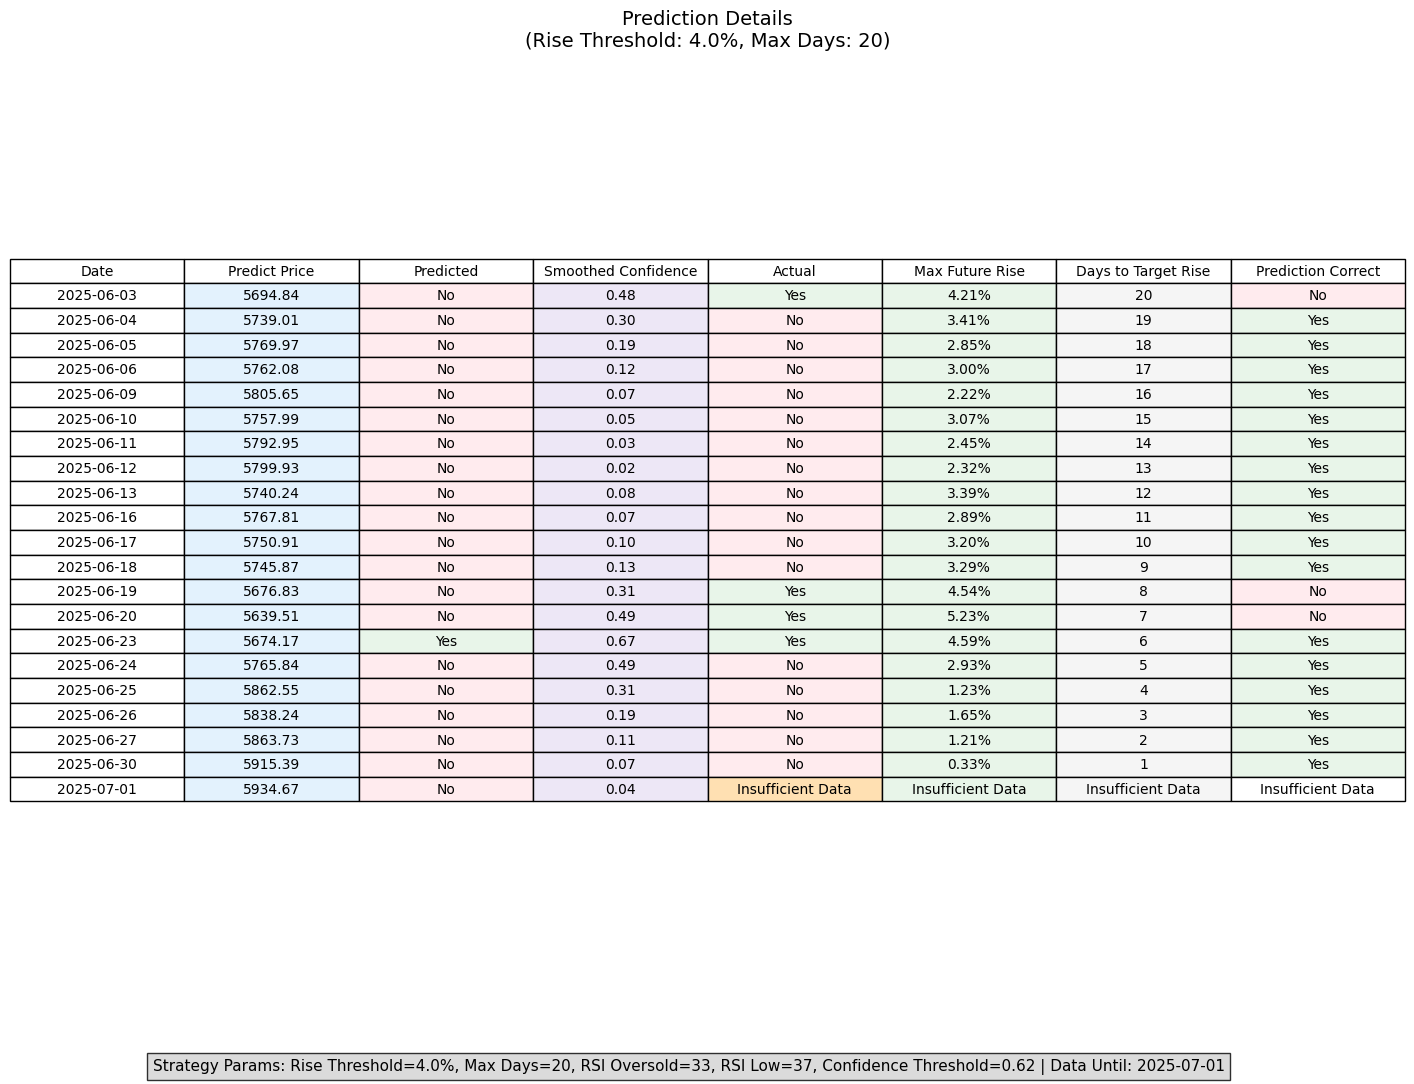 Prediction Details
(Rise Threshold: 4.0%, Max Days: 20)
Date Predict Price Predicted Smoothed Confidence Actual Max Future Rise Days to Target Rise Prediction Correct
2025-06-03 5694.84 No 0.48 Yes 4.21% 20 No
2025-06-04 5739.01 No 0.30 No 3.41% 19 Yes
2025-06-05 5769.97 No 0.19 No 2.85% 18 Yes
2025-06-06 5762.08 No 0.12 No 3.00% 17 Yes
2025-06-09 5805.65 No 0.07 No 2.22% 16 Yes
2025-06-10 5757.99 No 0.05 No 3.07% 15 Yes
2025-06-11 5792.95 No 0.03 No 2.45% 14 Yes
2025-06-12 5799.93 No 0.02 No 2.32% 13 Yes
2025-06-13 5740.24 No 0.08 No 3.39% 12 Yes
2025-06-16 5767.81 No 0.07 No 2.89% 11 Yes
2025-06-17 5750.91 No 0.10 No 3.20% 10 Yes
2025-06-18 5745.87 No 0.13 No 3.29% 9 Yes
2025-06-19 5676.83 No 0.31 Yes 4.54% 8 No
2025-06-20 5639.51 No 0.49 Yes 5.23% 7 No
2025-06-23 5674.17 Yes 0.67 Yes 4.59% 6 Yes
2025-06-24 5765.84 No 0.49 No 2.93% 5 Yes
2025-06-25 5862.55 No 0.31 No 1.23% 4 Yes
2025-06-26 5838.24 No 0.19 No 1.65% 3 Yes
2025-06-27 5863.73 No 0.11 No 1.21% 2 Yes
2025-06-30 5915.39 No 0.07 No 0.33% 1 Yes
2025-07-01 5934.67 No 0.04 Insufficient Data Insufficient Data Insufficient Data Insufficient Data
Strategy Params: Rise Threshold=4.0%, Max Days=20, RSI Oversold=33, RSI Low=37, Confidence Threshold=0.62 | Data Until: 2025-07-01